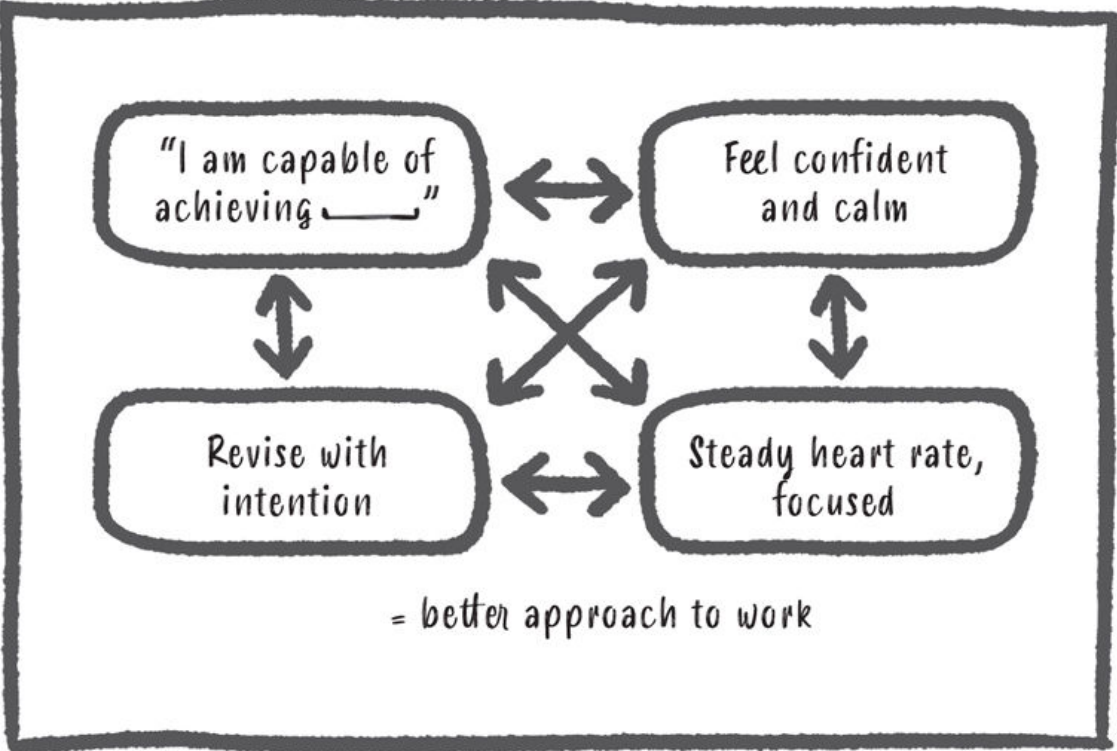 "I am capable of
achieving ____"
Feel confident
and calm
Revise with
intention
Steady heart rate,
focused
= better approach to work